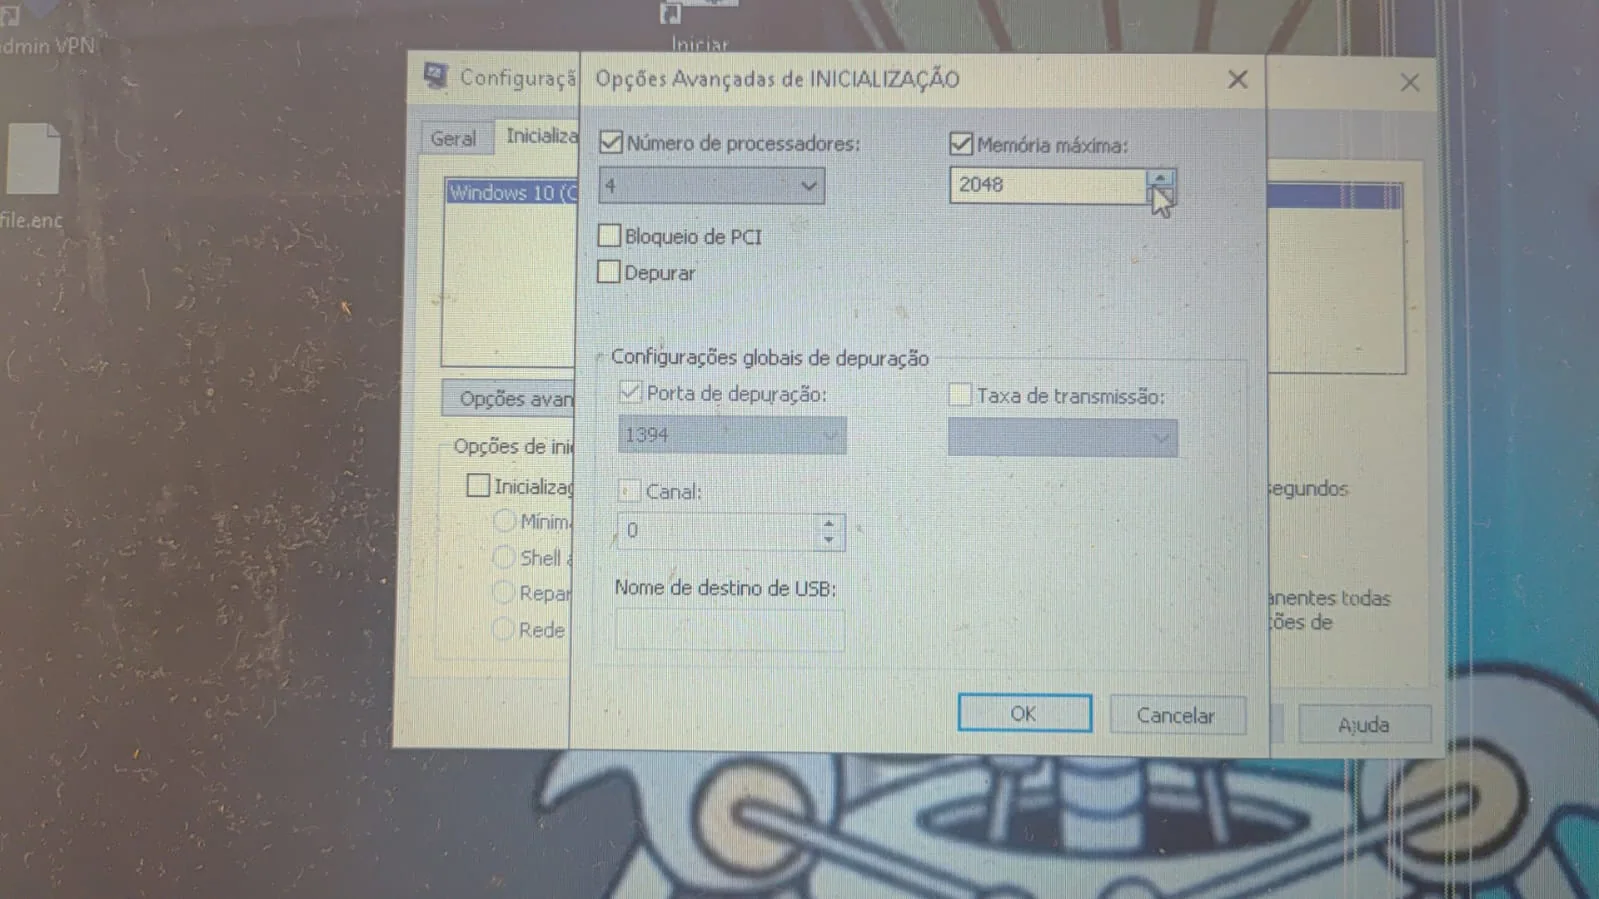 dmin VPN
Iniciar
file.enc
Configuraçã
Opções Avançadas de INICIALIZAÇÃO
Geral
Inicializa
Número de processadores:
Memória máxima:
Windows 10 (C
4
2048
Bloqueio de PCI
Depurar
Configurações globais de depuração
Opções avan
Porta de depuração:
Taxa de transmissão:
1394
Opções de ini
Inicializaç
Canal:
segundos
Mínim
0
Shell a
Repar
Nome de destino de USB:
anentes todas
Rede
ções de
OK
Cancelar
Ajuda